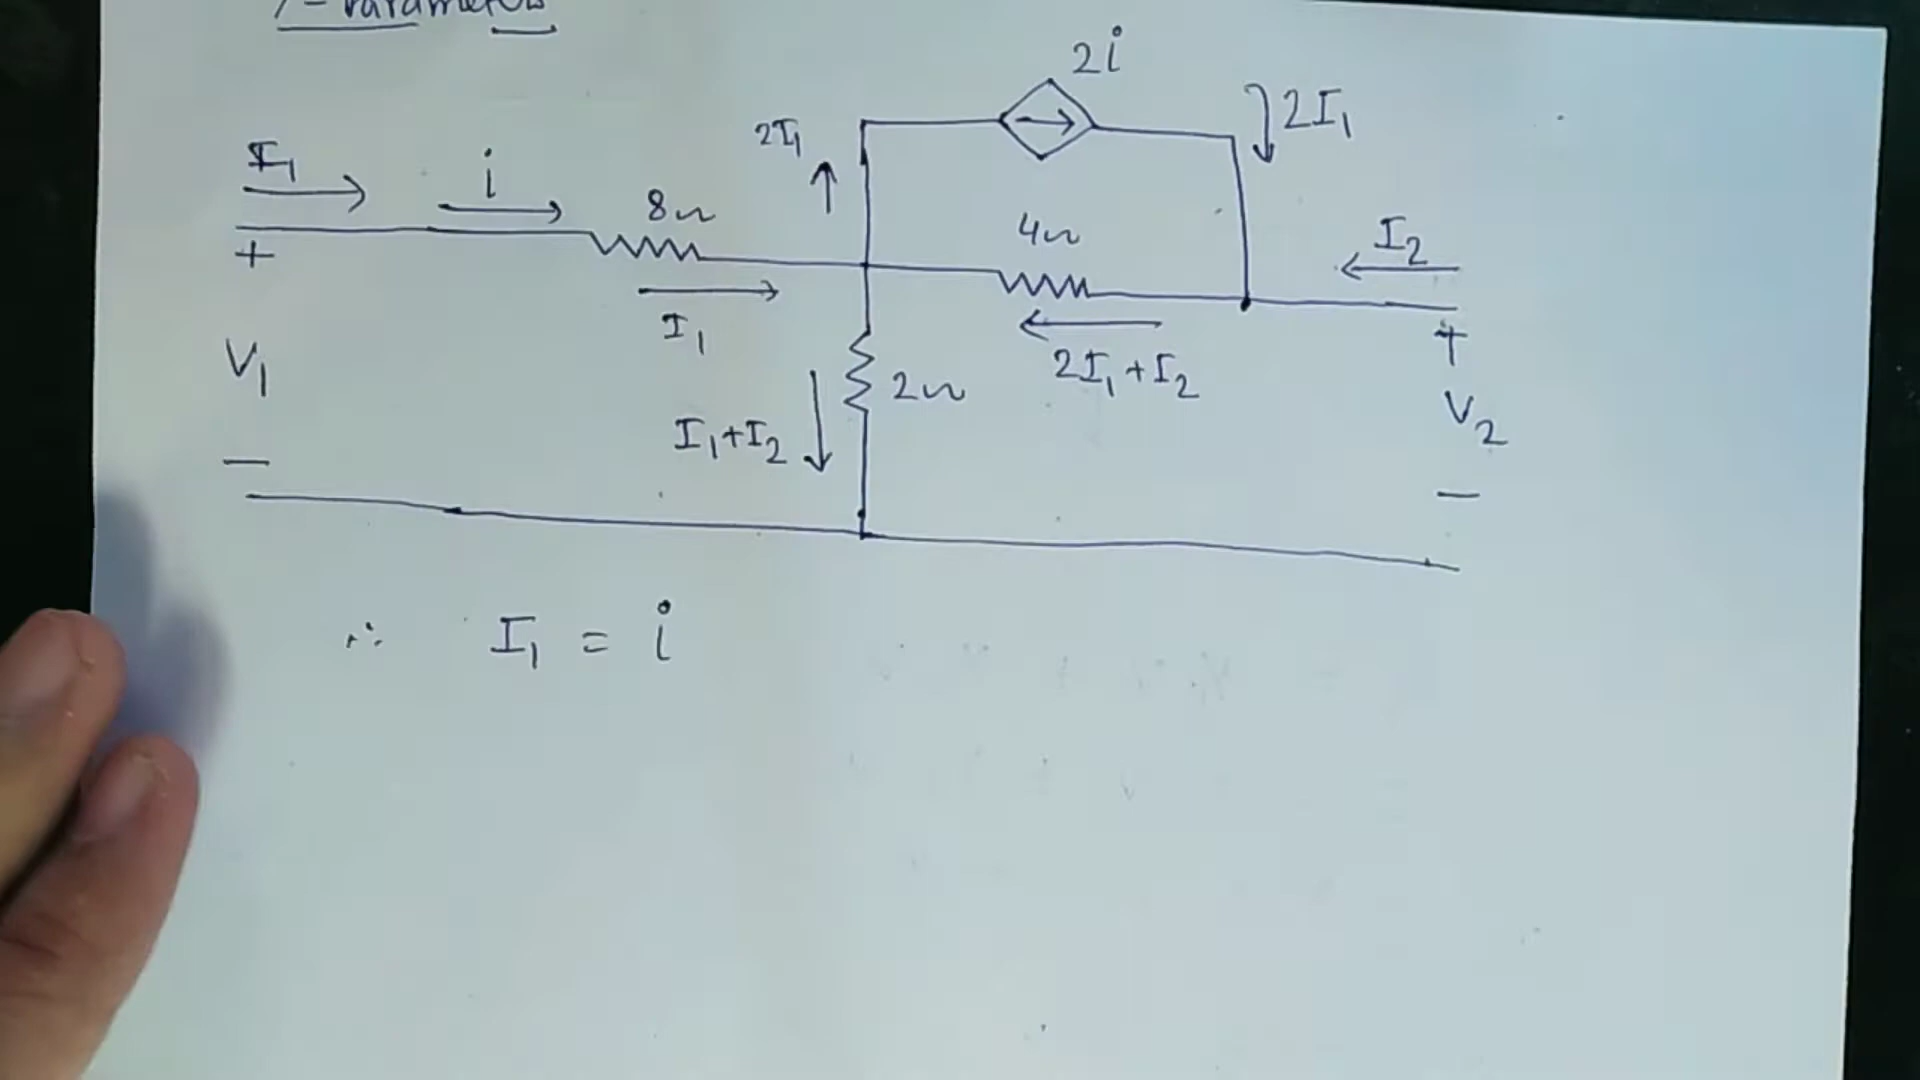 2i
2I₁
2I₁
I₁
i
8Ω
4Ω
I₂
+
I₁
+
V₁
2Ω
2I₁+I₂
V₂
I₁+I₂
−
−
∴ I₁ = i